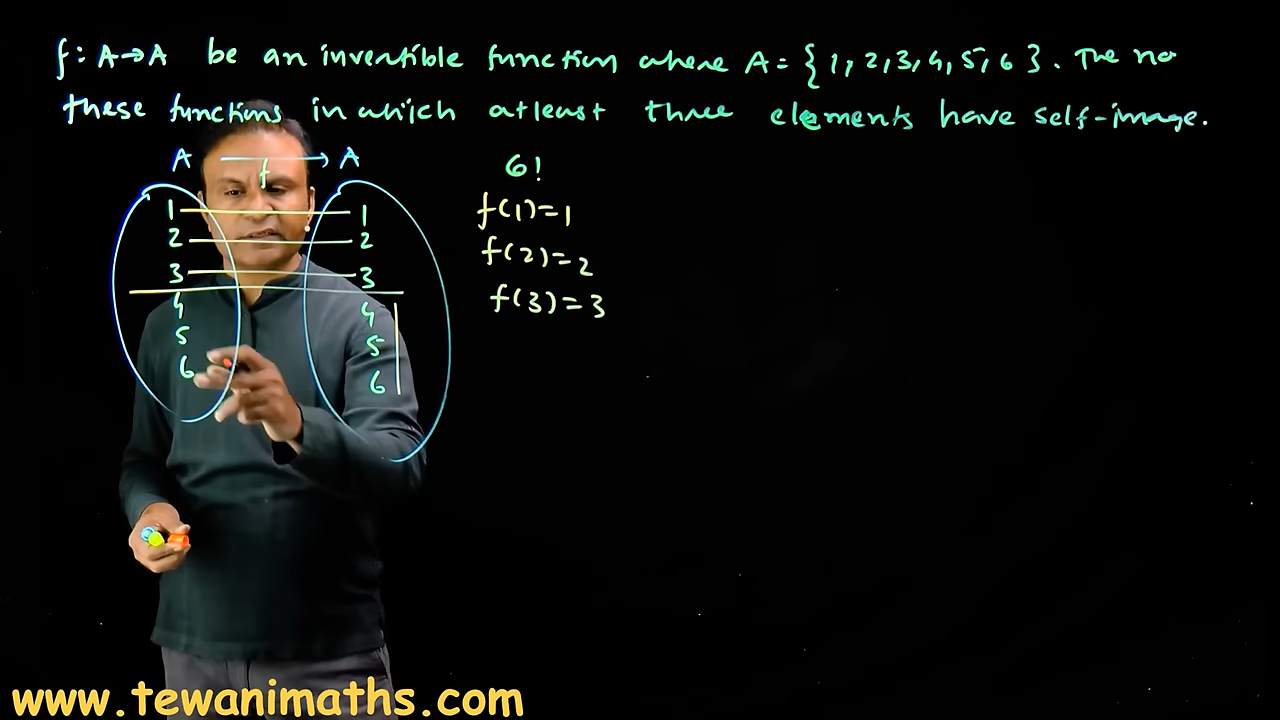 f: A→A be an invertible function where A = {1, 2, 3, 4, 5, 6}. The no
these functions in which atleast three elements have self-image.
A → A
f
6!
1 1
f(1)=1
2 2
f(2)=2
3 3
f(3)=3
4 4
5 5
6 6
www.tewanimaths.com